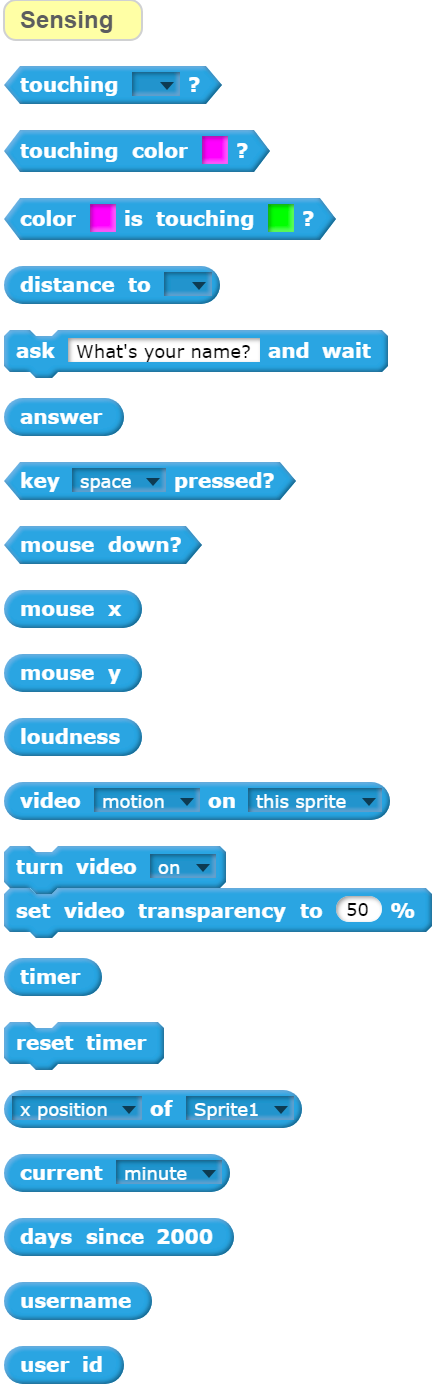 Sensing
touching ?
touching color ?
color is touching ?
distance to
ask What's your name? and wait
answer
key space pressed?
mouse down?
mouse x
mouse y
loudness
video motion on this sprite
turn video on
set video transparency to 50 %
timer
reset timer
x position of Sprite1
current minute
days since 2000
username
user id